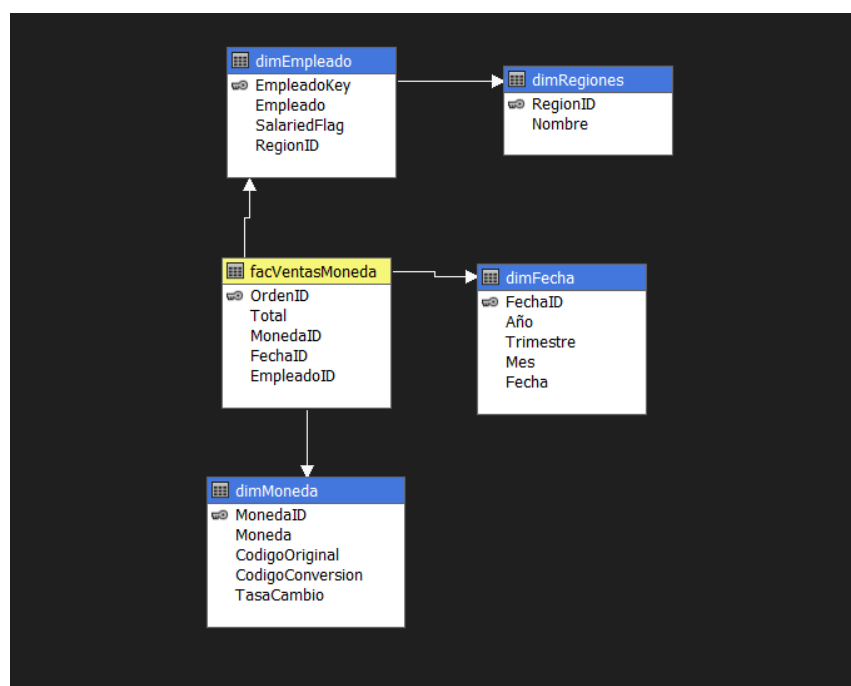 dimEmpleado
EmpleadoKey
Empleado
SalariedFlag
RegionID
dimRegiones
RegionID
Nombre
facVentasMoneda
OrdenID
Total
MonedaID
FechaID
EmpleadoID
dimFecha
FechaID
Año
Trimestre
Mes
Fecha
dimMoneda
MonedaID
Moneda
CodigoOriginal
CodigoConversion
TasaCambio